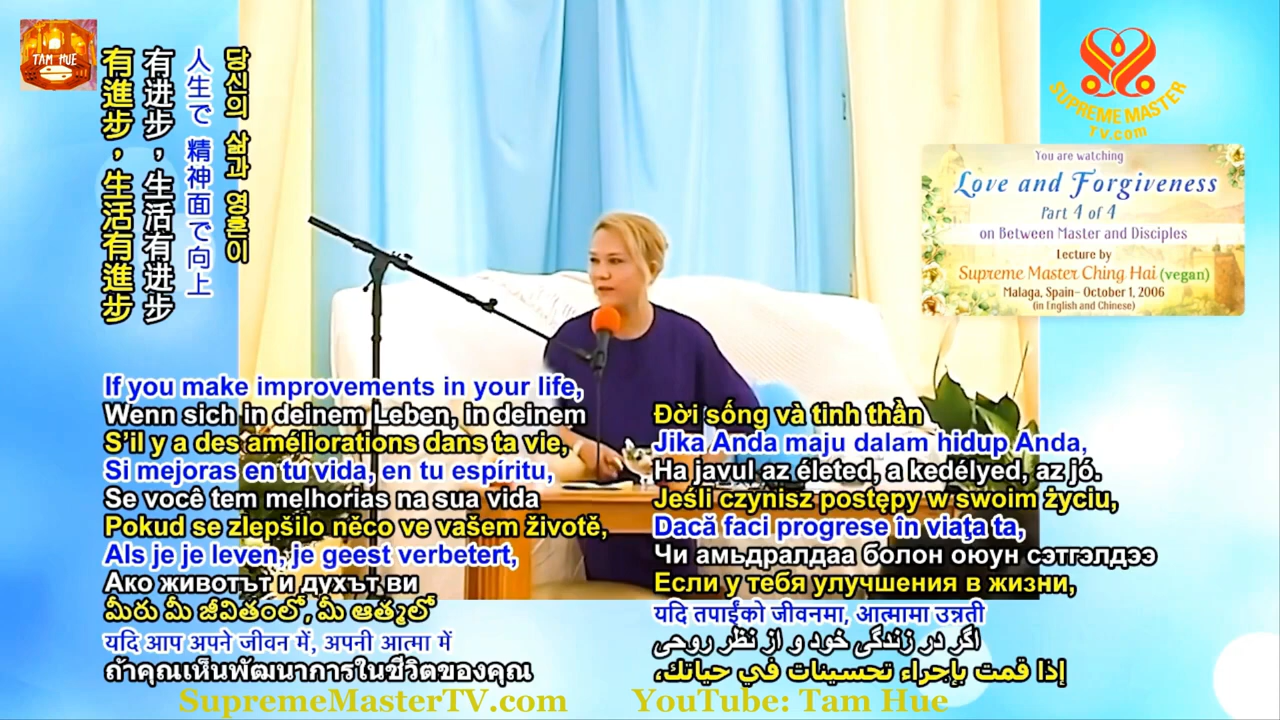 TAM HUE
有進步，生活有進步
有进步，生活有进步
人生で 精神面で向上
당신의 삶과 영혼이
SUPREME MASTER
TV.com
You are watching
Love and Forgiveness
Part 4 of 4
on Between Master and Disciples
Lecture by
Supreme Master Ching Hai (vegan)
Malaga, Spain– October 1, 2006
(in English and Chinese)
If you make improvements in your life,
Wenn sich in deinem Leben, in deinem
S'il y a des améliorations dans ta vie,
Si mejoras en tu vida, en tu espíritu,
Se você tem melhorias na sua vida
Pokud se zlepšilo něco ve vašem životě,
Als je je leven, je geest verbetert,
Ако животът и духът ви
మీరు మీ జీవితంలో, మీ ఆత్మలో
यदि आप अपने जीवन में, अपनी आत्मा में
ถ้าคุณเห็นพัฒนาการในชีวิตของคุณ
Đời sống và tinh thần
Jika Anda maju dalam hidup Anda,
Ha javul az életed, a kedélyed, az jó.
Jeśli czynisz postępy w swoim życiu,
Dacă faci progrese în viaţa ta,
Чи амьдралдаа болон оюун сэтгэлдээ
Если у тебя улучшения в жизни,
यदि तपाईंको जीवनमा, आत्मामा उन्नती
اگر در زندگی خود و از نظر روحی
إذا قمت بإجراء تحسينات في حياتك،
SupremeMasterTV.com
YouTube: Tam Hue